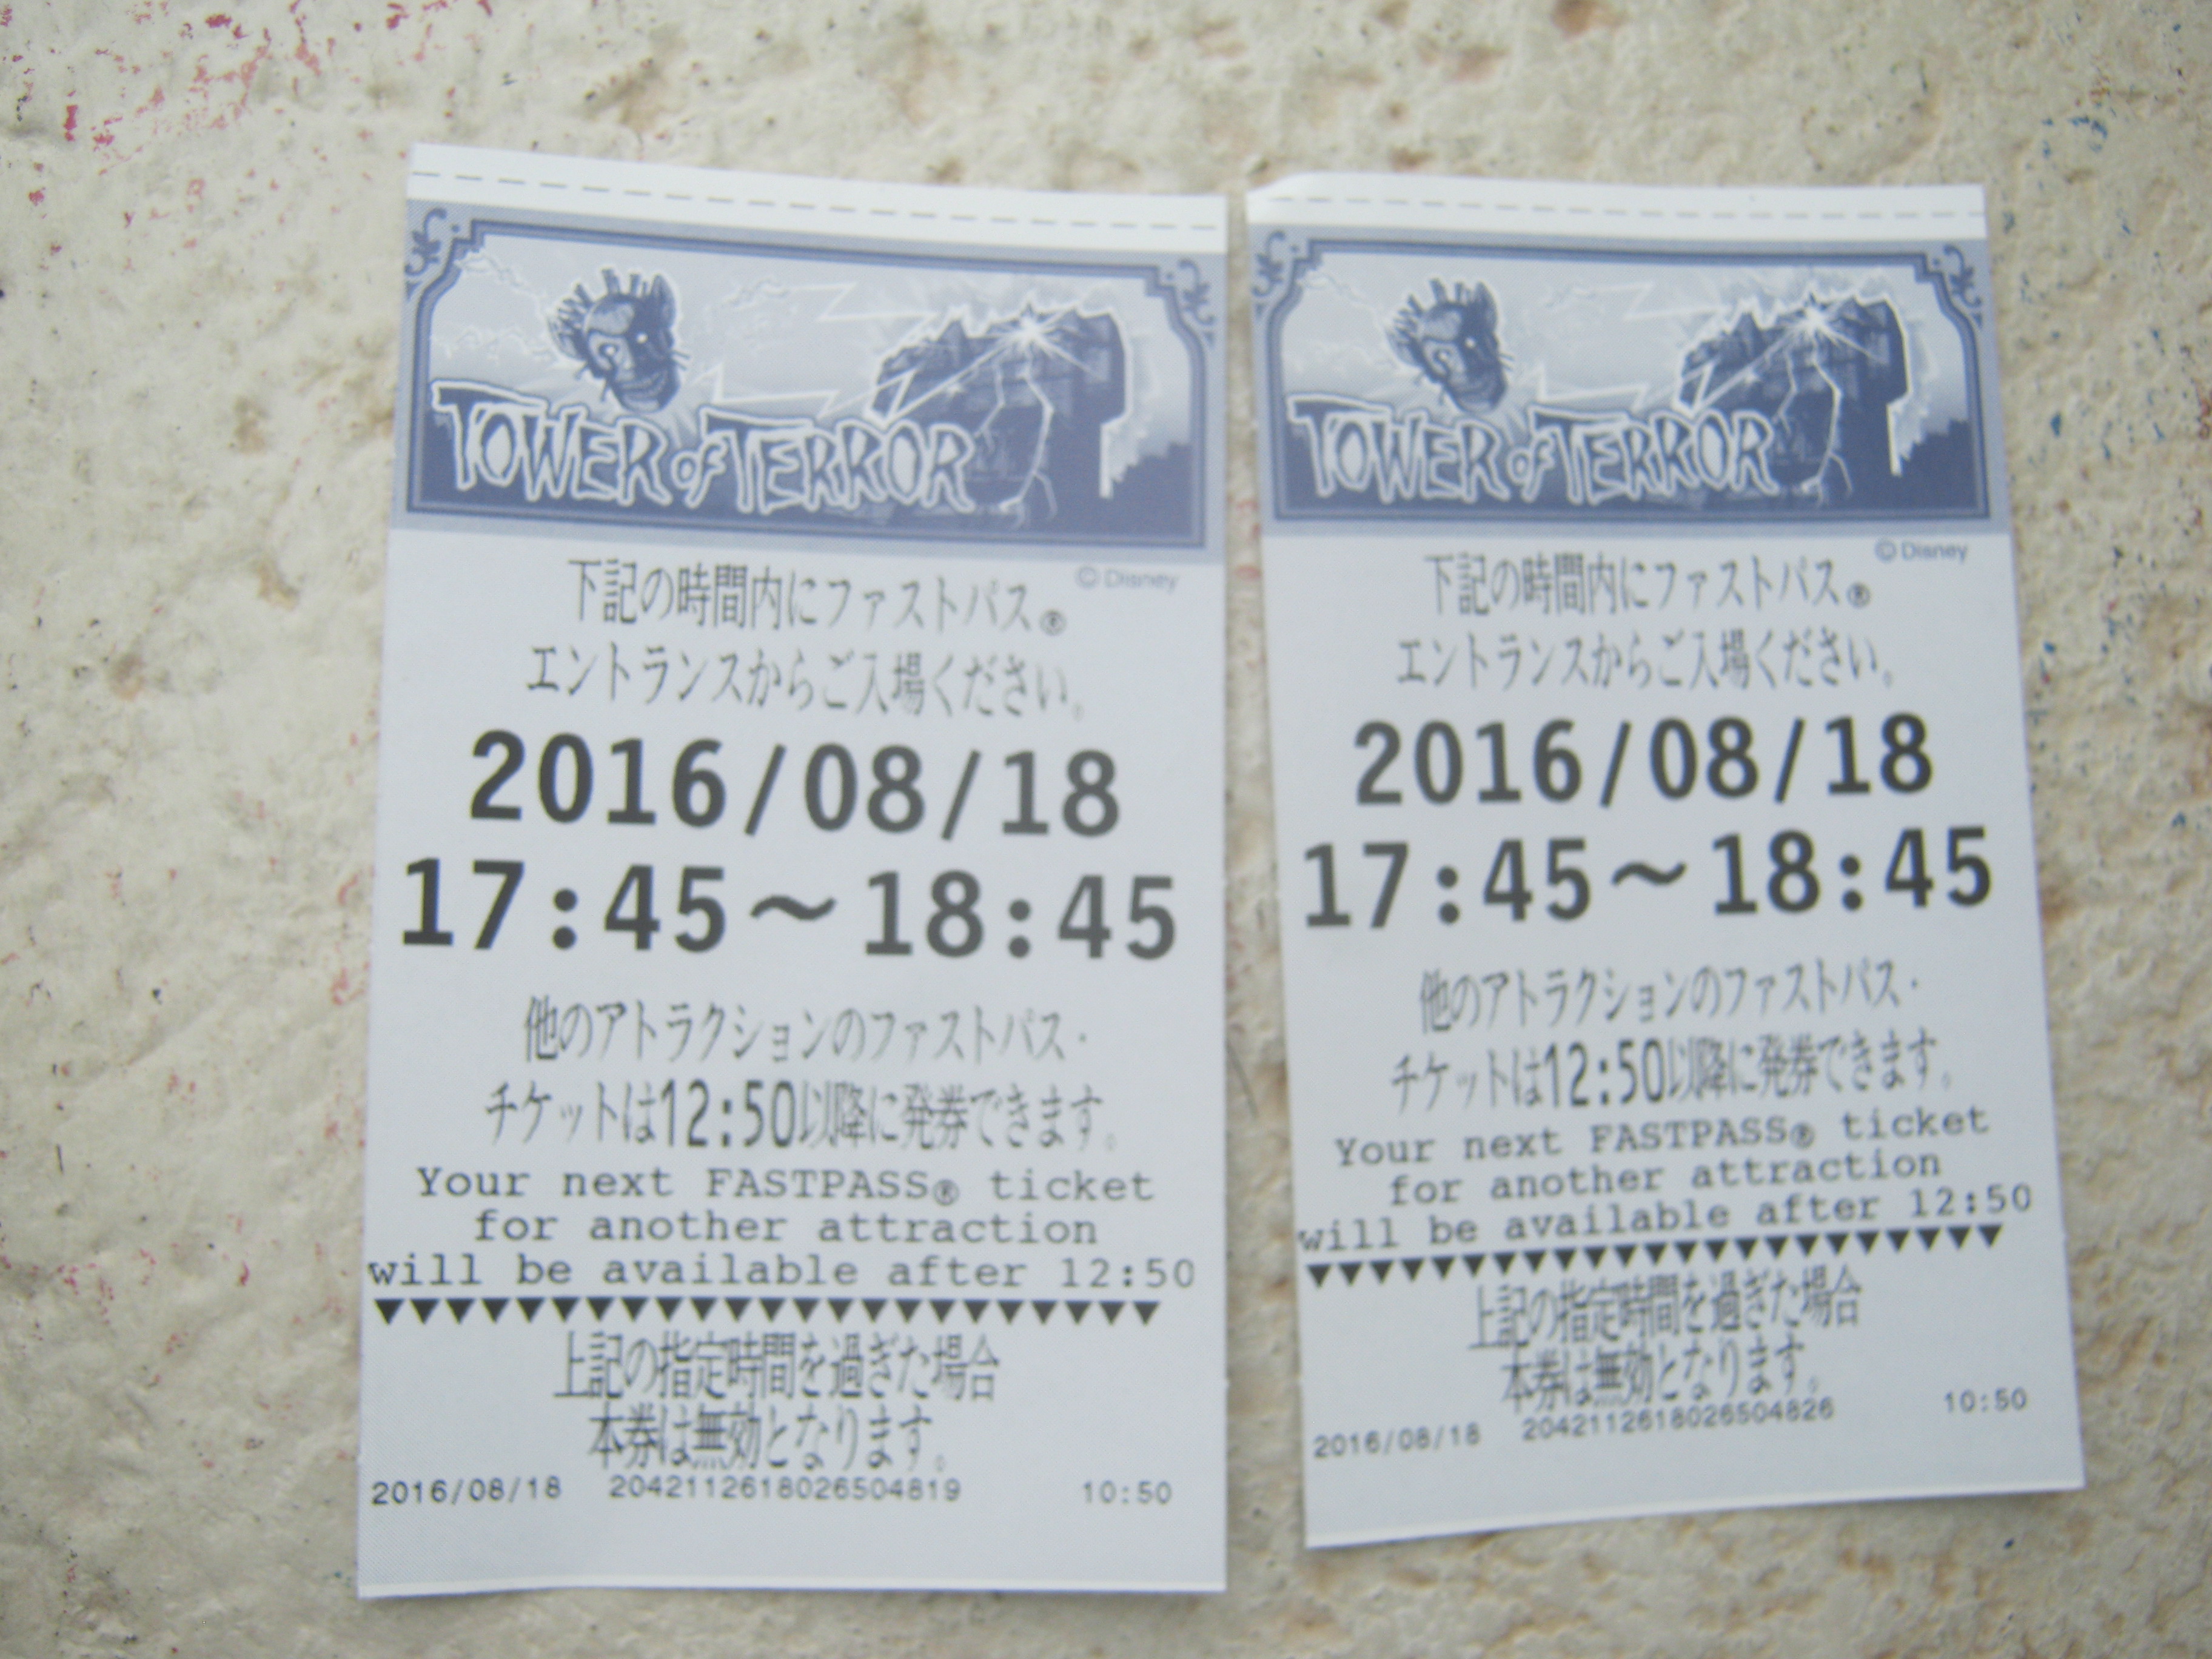 TOWER OF TERROR
© Disney
下記の時間内にファストパス®
エントランスからご入場ください。
2016/08/18
17:45～18:45
他のアトラクションのファストパス・
チケットは12:50以降に発券できます。
Your next FASTPASS® ticket
for another attraction
will be available after 12:50
▼▼▼▼▼▼▼▼▼▼▼▼▼▼▼▼▼▼▼▼▼▼
上記の指定時間を過ぎた場合
本券は無効となります。
2016/08/18 2042112618026504819 10:50
TOWER OF TERROR
© Disney
下記の時間内にファストパス®
エントランスからご入場ください。
2016/08/18
17:45～18:45
他のアトラクションのファストパス・
チケットは12:50以降に発券できます。
Your next FASTPASS® ticket
for another attraction
will be available after 12:50
▼▼▼▼▼▼▼▼▼▼▼▼▼▼▼▼▼▼▼▼▼▼
上記の指定時間を過ぎた場合
本券は無効となります。
2016/08/18 2042112618026504826 10:50